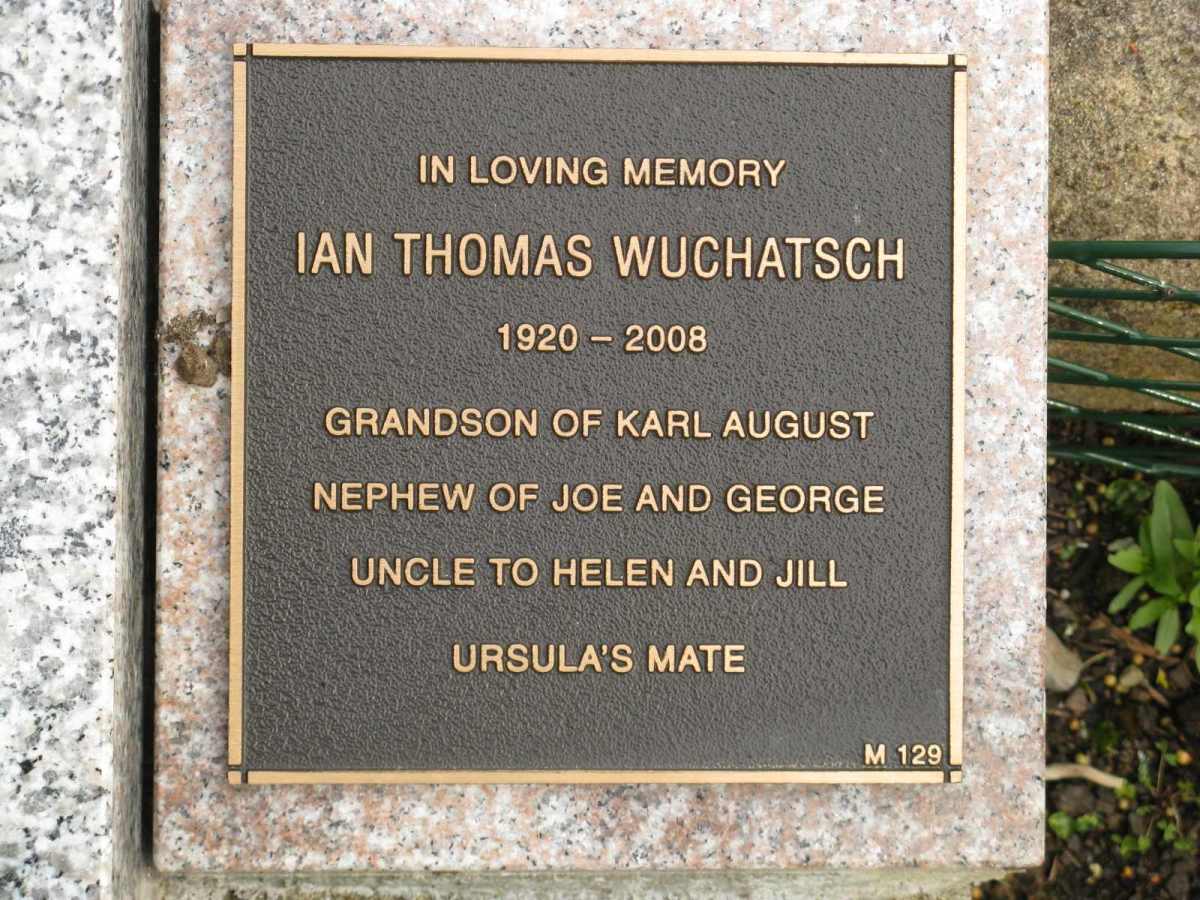 IN LOVING MEMORY
IAN THOMAS WUCHATSCH
1920 – 2008
GRANDSON OF KARL AUGUST
NEPHEW OF JOE AND GEORGE
UNCLE TO HELEN AND JILL
URSULA'S MATE
M 129